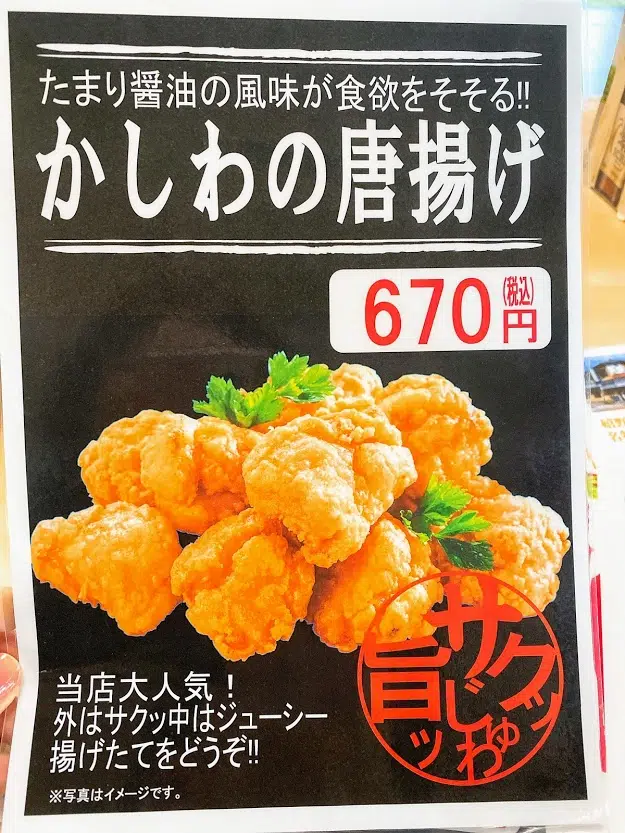 たまり醤油の風味が食欲をそそる!!
かしわの唐揚げ
670円(税込)
サクッ
じゅわ
旨ッ
当店大人気！
外はサクッ中はジューシー
揚げたてをどうぞ!!
※写真はイメージです。